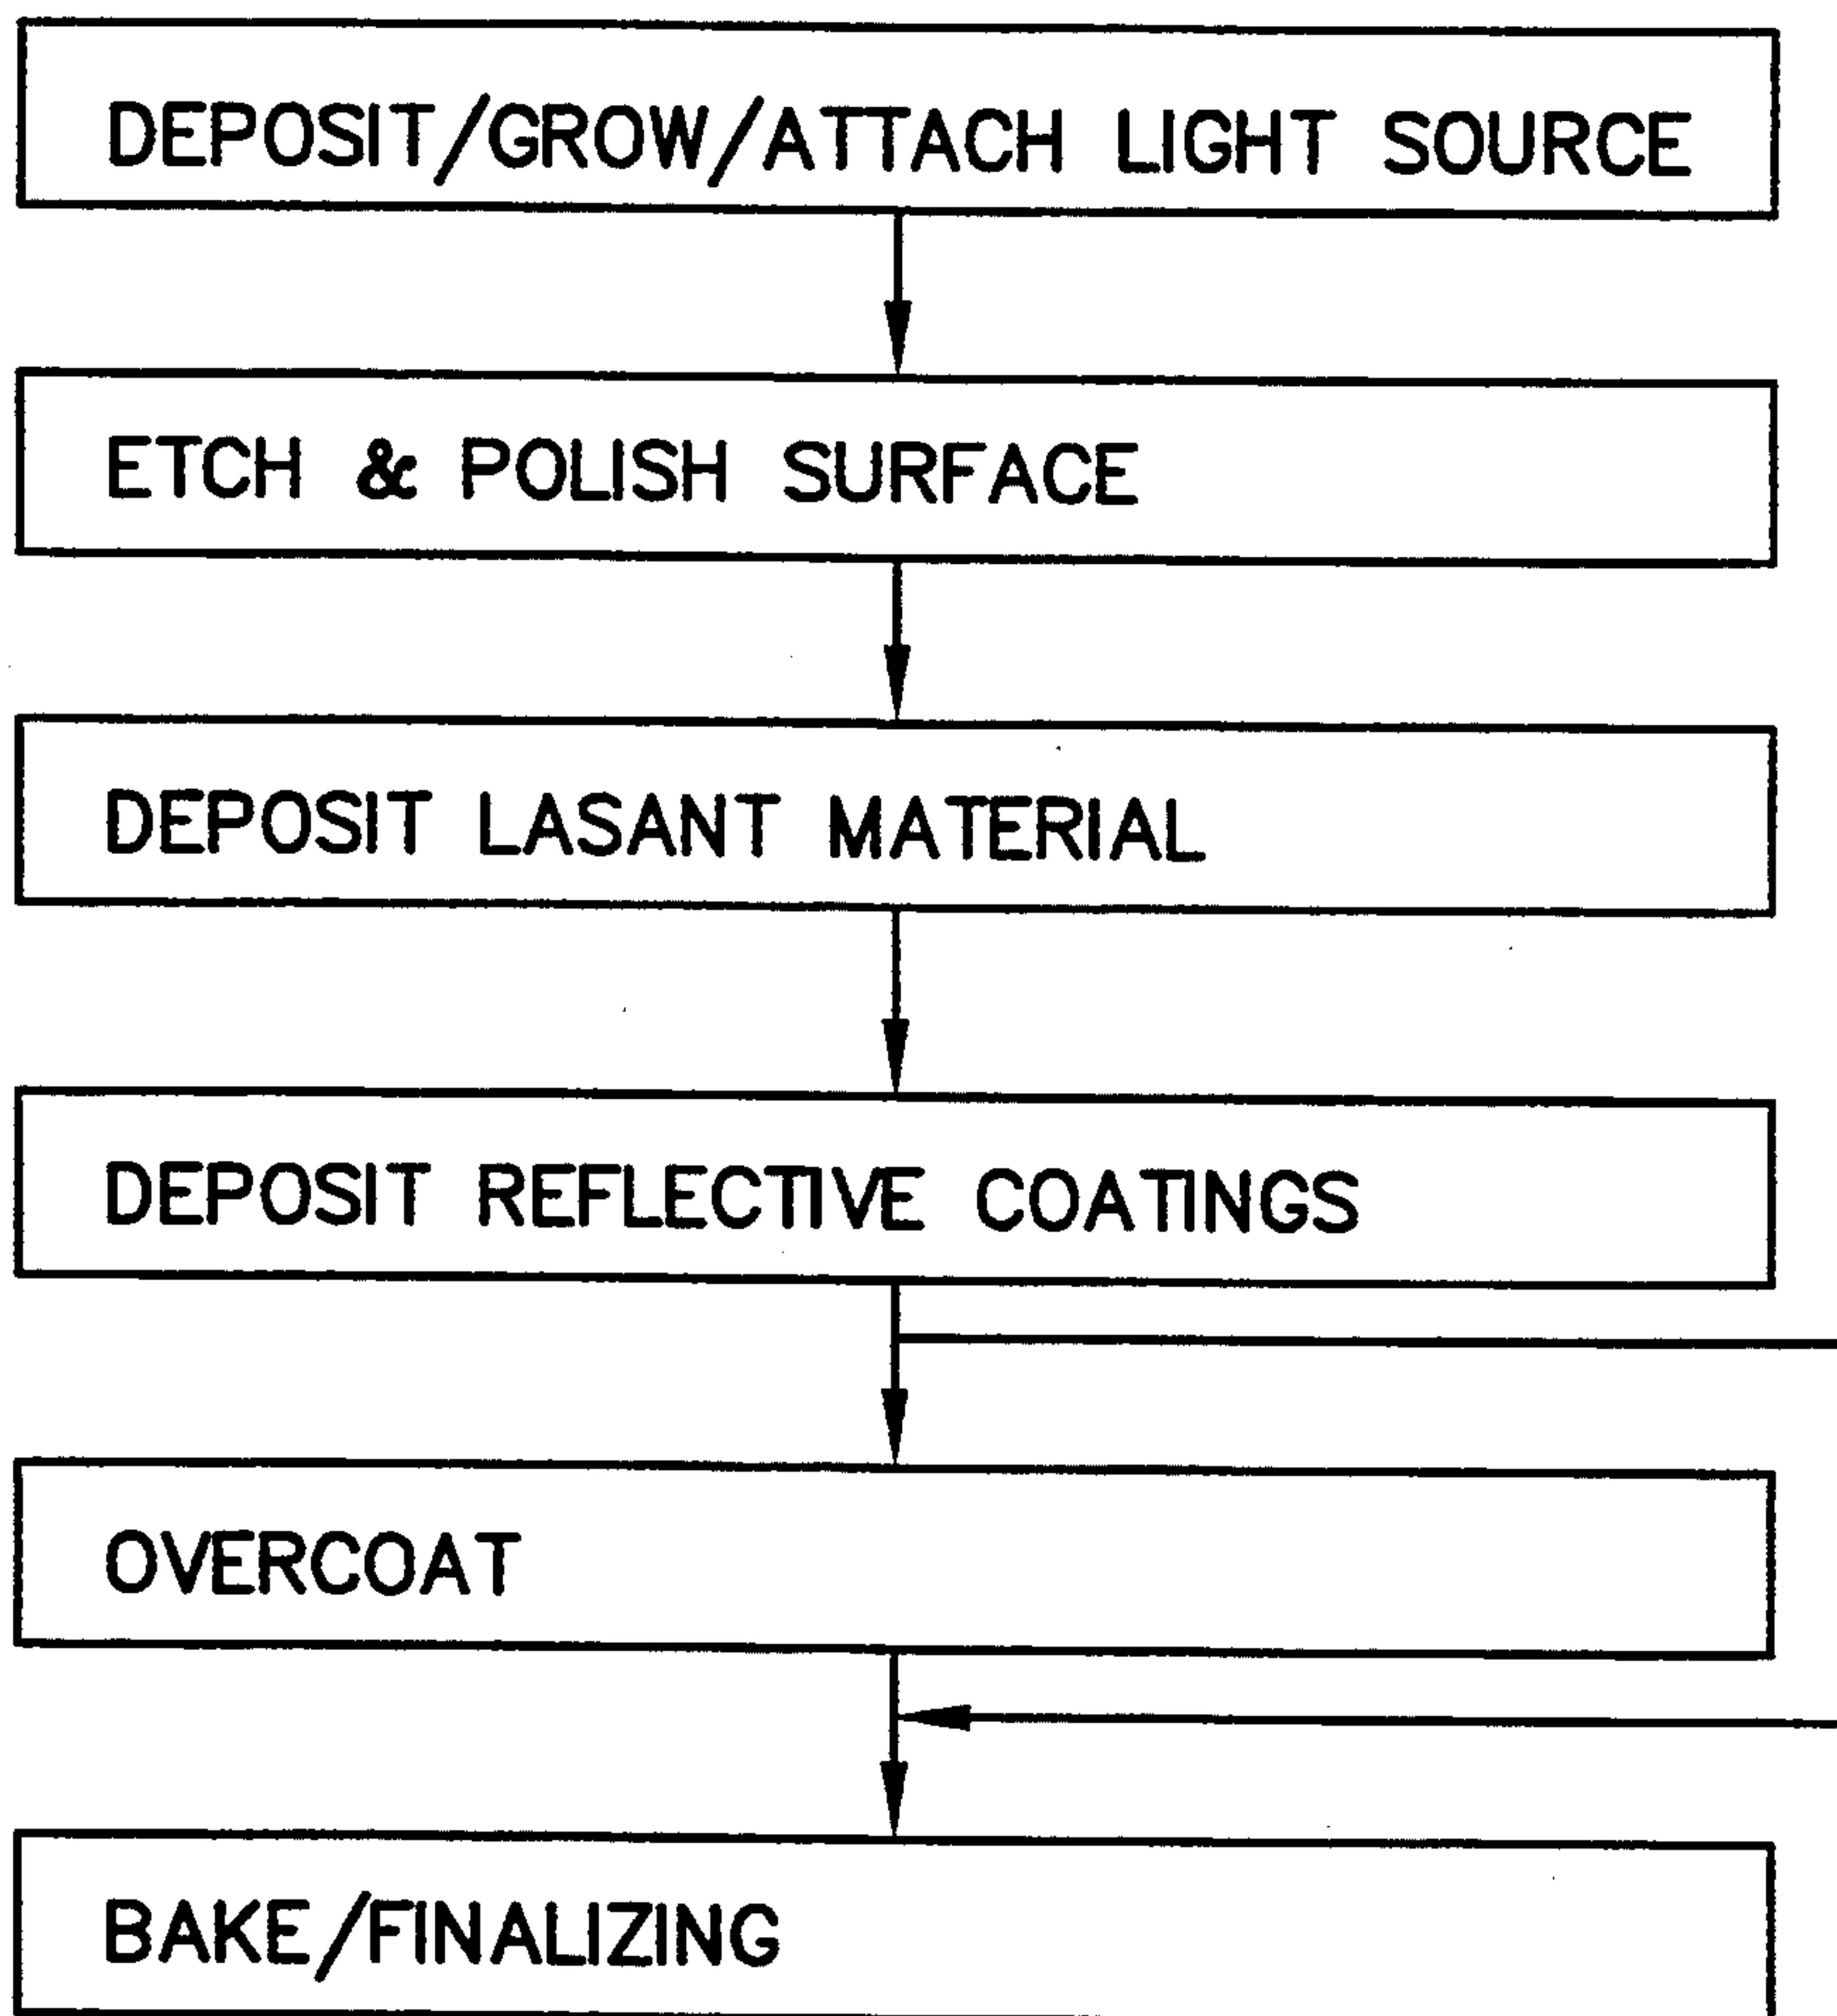 DEPOSIT/GROW/ATTACH LIGHT SOURCE
ETCH & POLISH SURFACE
DEPOSIT LASANT MATERIAL
DEPOSIT REFLECTIVE COATINGS
OVERCOAT
BAKE/FINALIZING